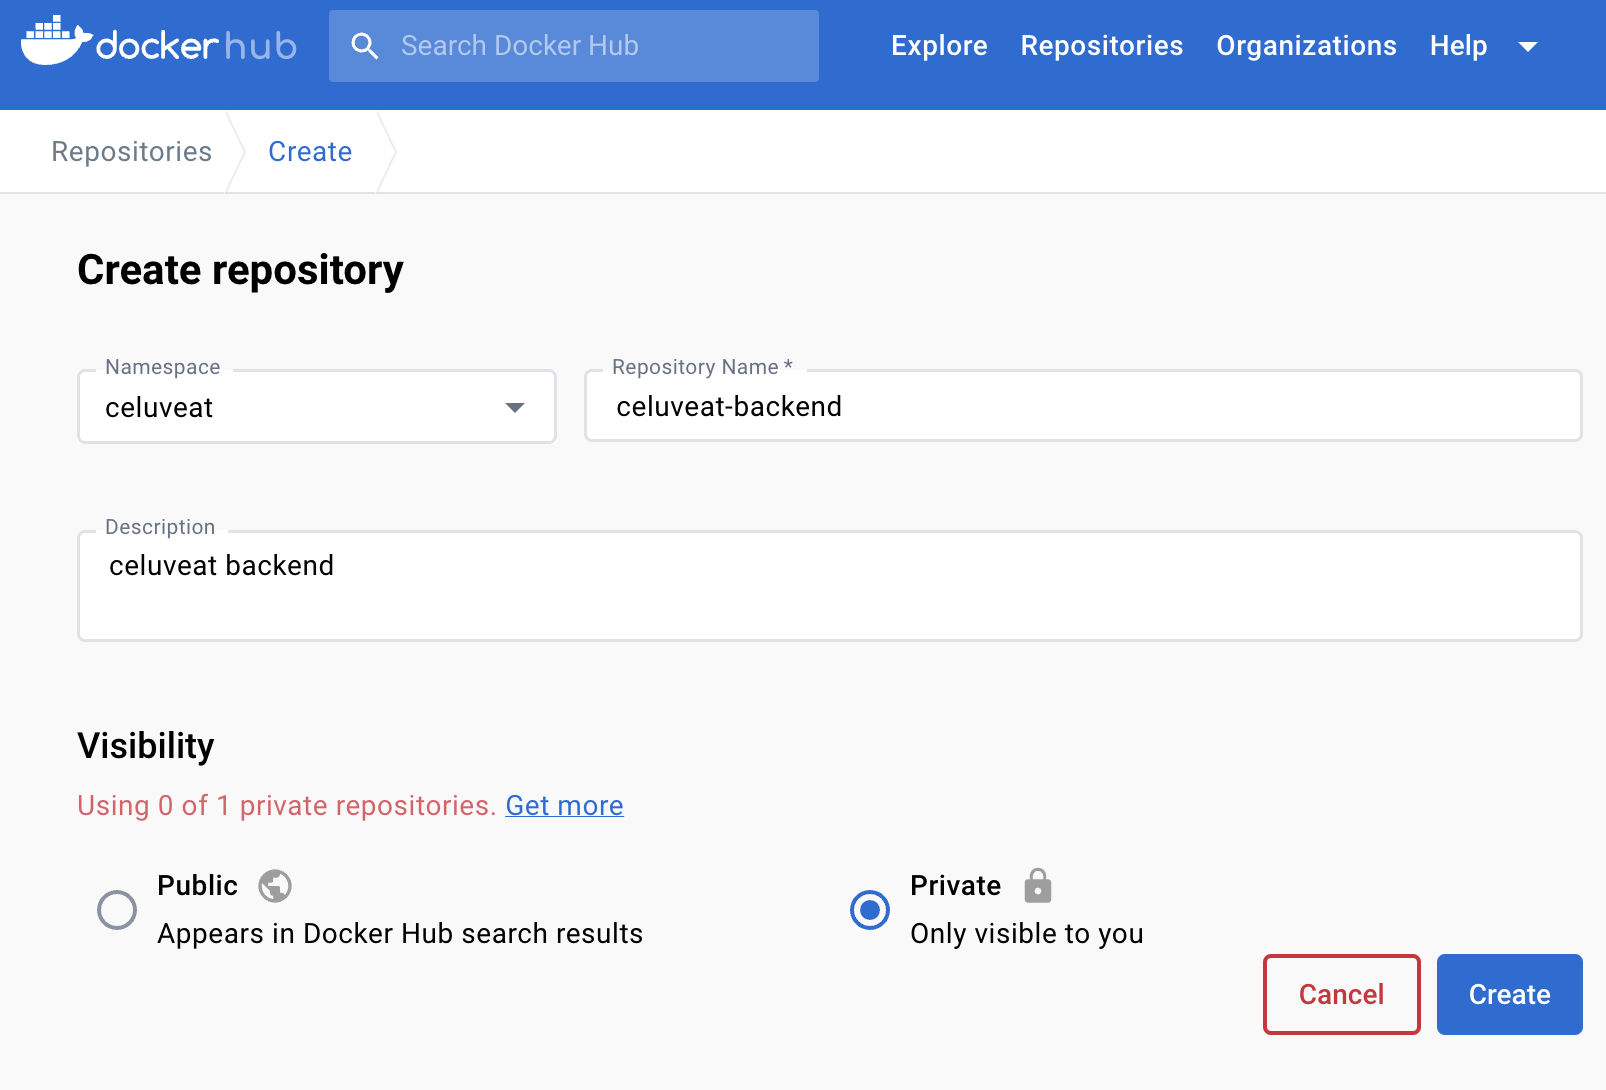 docker hub
Search Docker Hub
Explore Repositories Organizations Help
Repositories Create
Create repository
Namespace
celuveat
Repository Name *
celuveat-backend
Description
celuveat backend
Visibility
Using 0 of 1 private repositories. Get more
Public
Appears in Docker Hub search results
Private
Only visible to you
Cancel Create